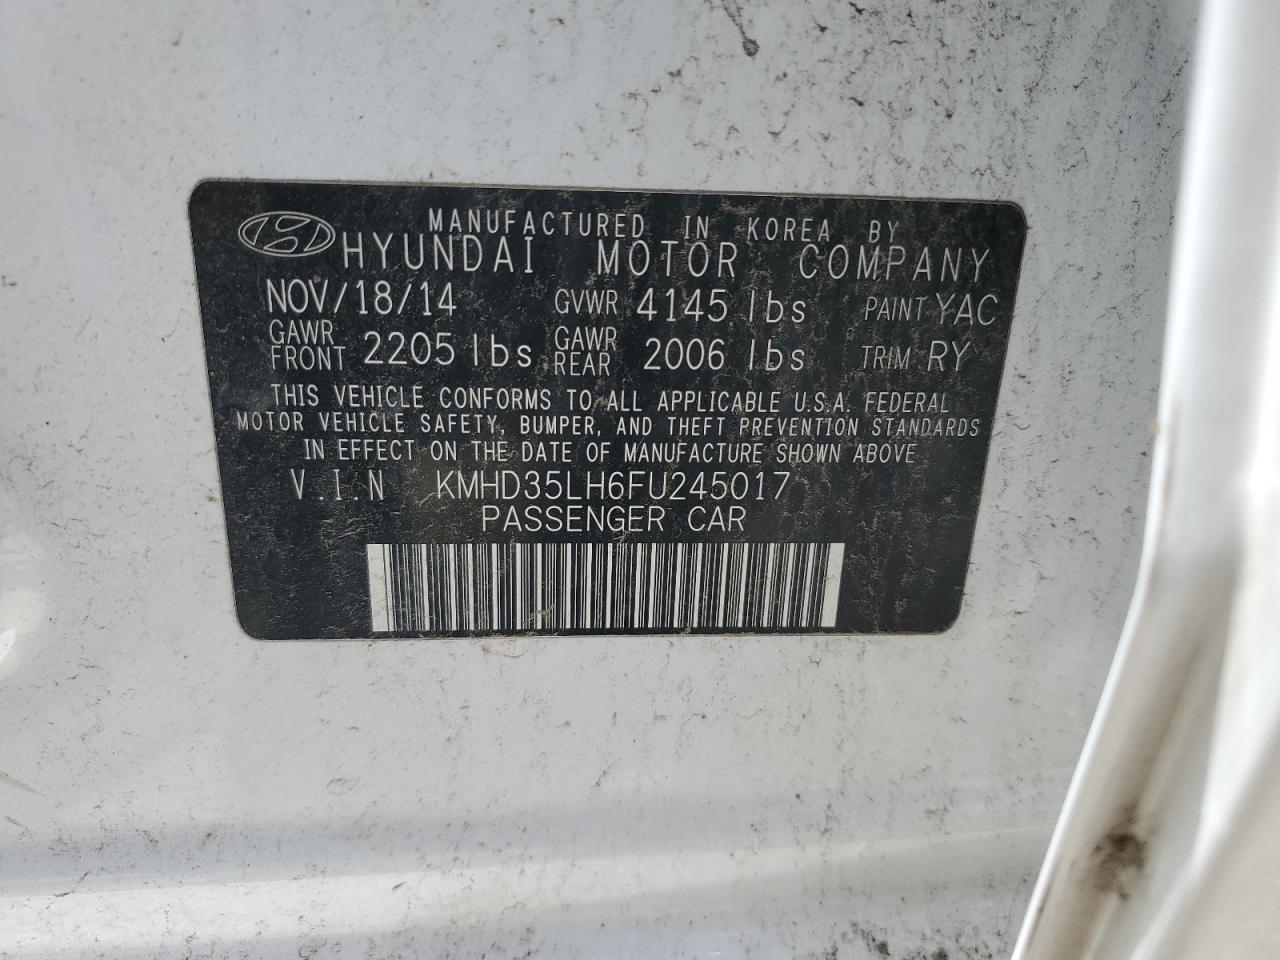 MANUFACTURED IN KOREA BY
HYUNDAI MOTOR COMPANY
NOV/18/14 GVWR 4145 lbs PAINT YAC
GAWR FRONT 2205 lbs GAWR REAR 2006 lbs TRIM RY
THIS VEHICLE CONFORMS TO ALL APPLICABLE U.S.A. FEDERAL
MOTOR VEHICLE SAFETY, BUMPER, AND THEFT PREVENTION STANDARDS
IN EFFECT ON THE DATE OF MANUFACTURE SHOWN ABOVE
V.I.N KMHD35LH6FU245017
PASSENGER CAR